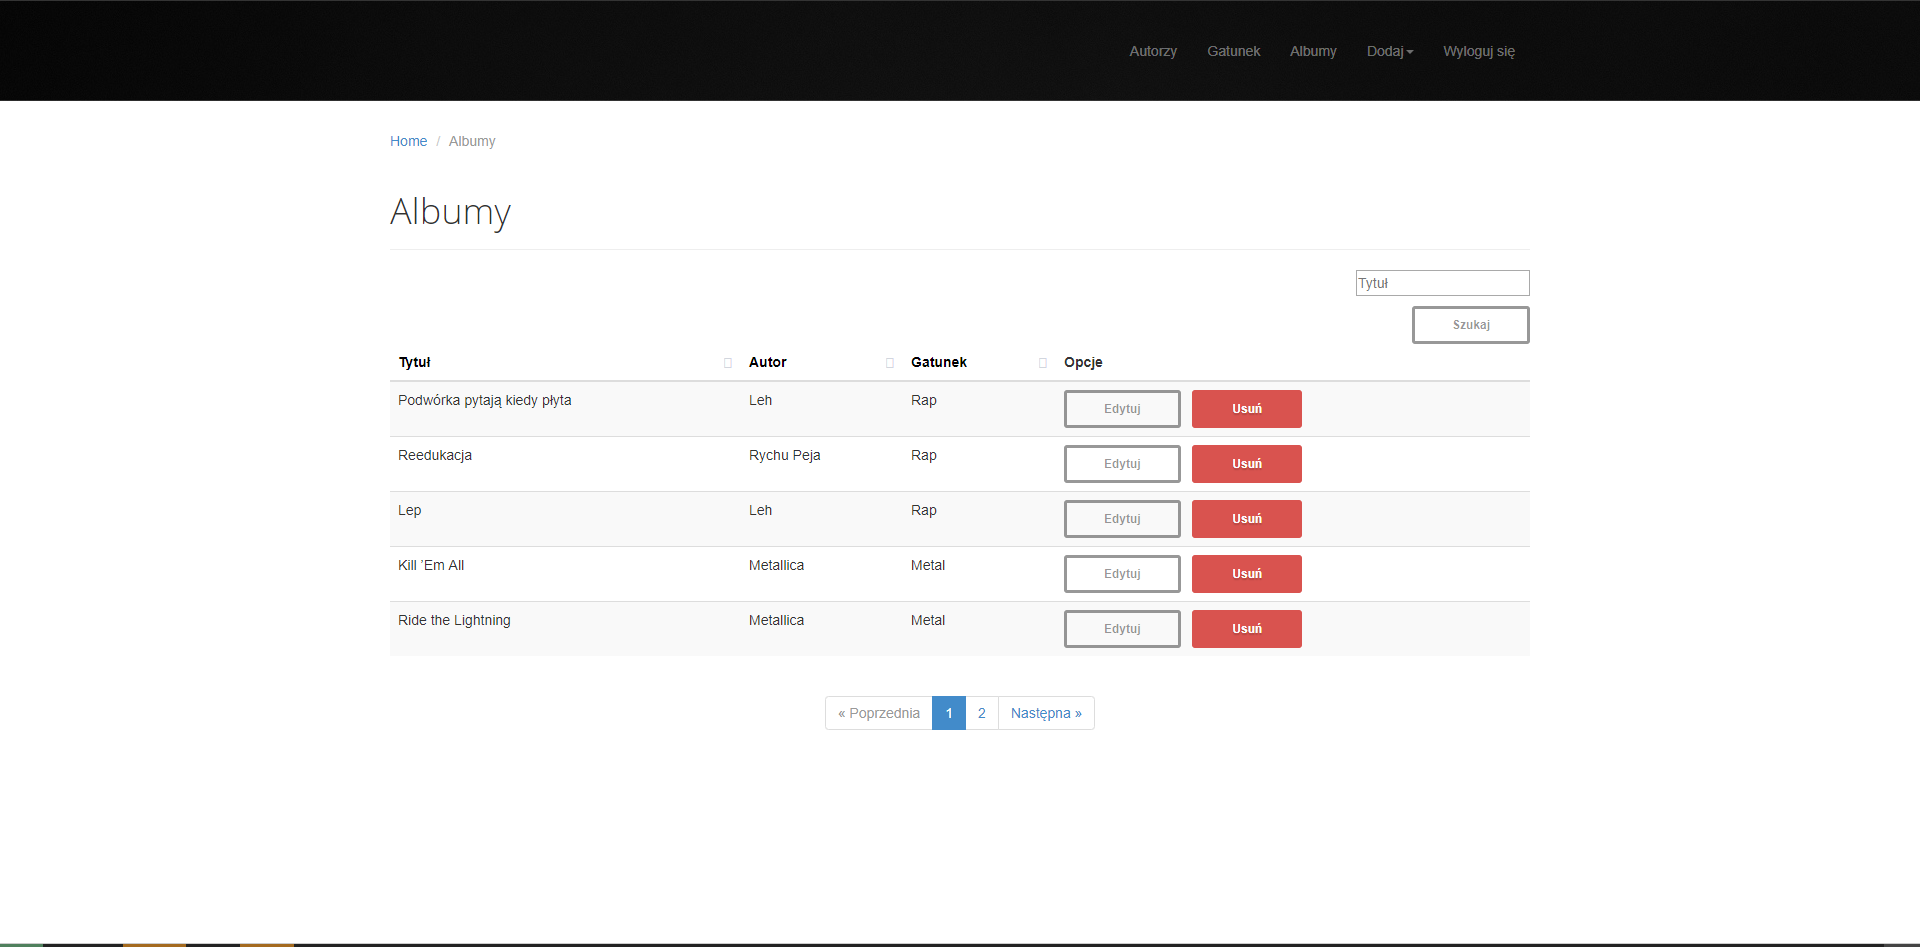 Autorzy Gatunek Albumy Dodaj Wyloguj się
Home / Albumy
Albumy
Tytuł
Szukaj
Tytuł Autor Gatunek Opcje
Podwórka pytają kiedy płyta Leh Rap Edytuj Usuń
Reedukacja Rychu Peja Rap Edytuj Usuń
Lep Leh Rap Edytuj Usuń
Kill 'Em All Metallica Metal Edytuj Usuń
Ride the Lightning Metallica Metal Edytuj Usuń
« Poprzednia 1 2 Następna »